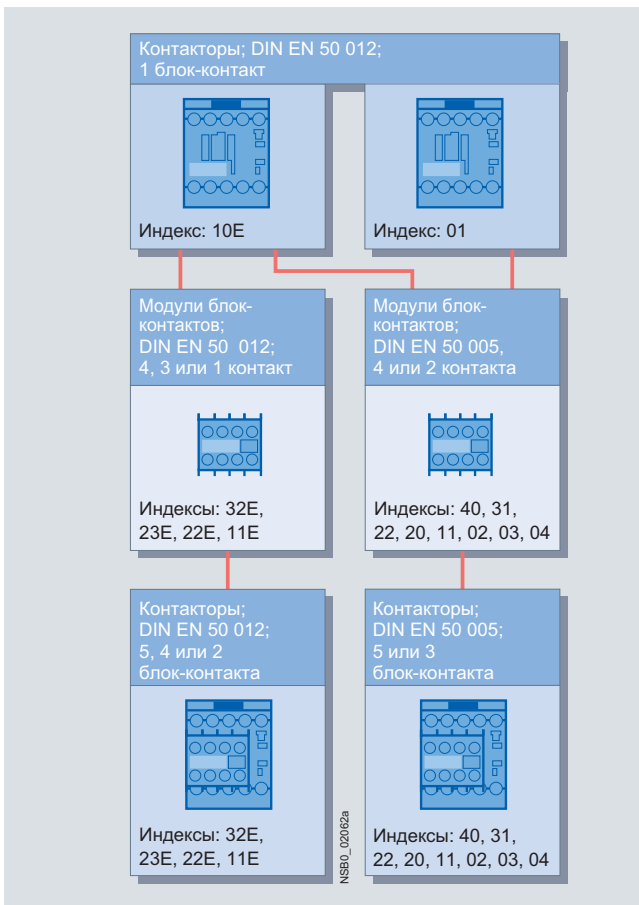 Контакторы; DIN EN 50 012;
1 блок-контакт
Индекс: 10E
Индекс: 01
Модули блок-
контактов;
DIN EN 50 012;
4, 3 или 1 контакт
Модули блок-
контактов;
DIN EN 50 005,
4 или 2 контакта
Индексы: 32E,
23E, 22E, 11E
Индексы: 40, 31,
22, 20, 11, 02, 03, 04
Контакторы;
DIN EN 50 012;
5, 4 или 2
блок-контакта
Контакторы;
DIN EN 50 005;
5 или 3
блок-контакта
Индексы: 32E,
23E, 22E, 11E
NSB0_02062a
Индексы: 40, 31,
22, 20, 11, 02, 03, 04